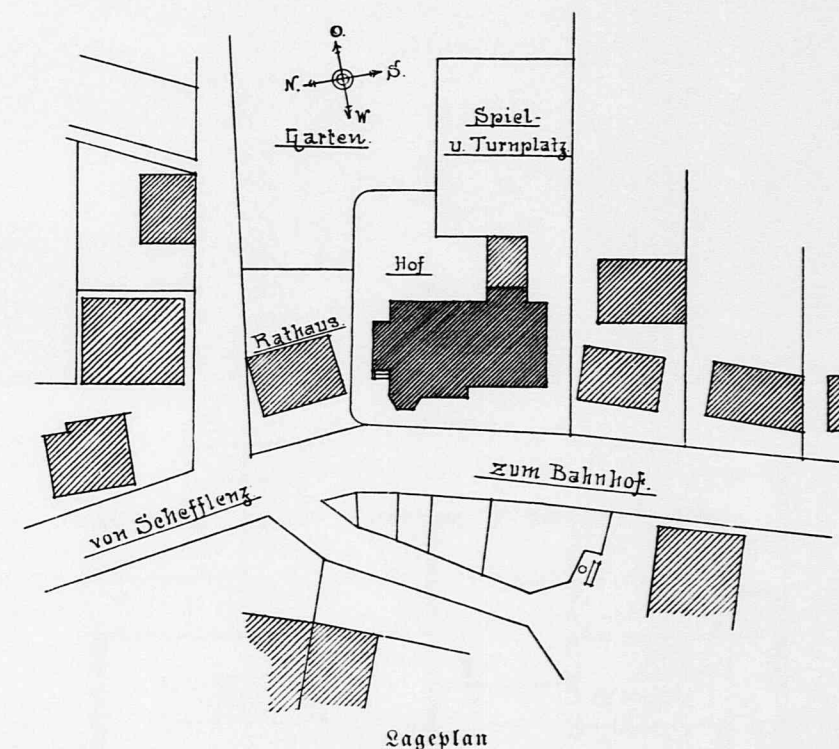 O.
N.
S.
W
Garten.
Spiel-
u. Turnplatz
Hof
Rathaus.
zum Bahnhof.
von Schefflenz
Lageplan